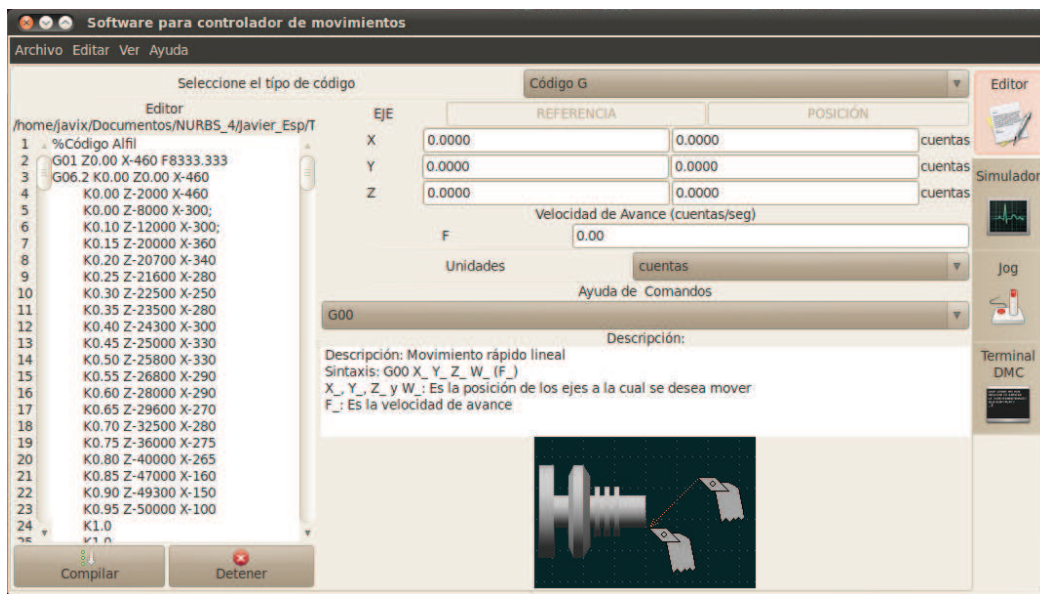 Software para controlador de movimientos
Archivo Editar Ver Ayuda
Seleccione el típo de código
Código G
Editor
/home/javix/Documentos/NURBS_4/Javier_Esp/T
1 %Código Alfil
2 G01 Z0.00 X-460 F8333.333
3 G06.2 K0.00 Z0.00 X-460
4 K0.00 Z-2000 X-460
5 K0.00 Z-8000 X-300;
6 K0.10 Z-12000 X-300;
7 K0.15 Z-20000 X-360
8 K0.20 Z-20700 X-340
9 K0.25 Z-21600 X-280
10 K0.30 Z-22500 X-250
11 K0.35 Z-23500 X-280
12 K0.40 Z-24300 X-300
13 K0.45 Z-25000 X-330
14 K0.50 Z-25800 X-330
15 K0.55 Z-26800 X-290
16 K0.60 Z-28000 X-290
17 K0.65 Z-29600 X-270
18 K0.70 Z-32500 X-280
19 K0.75 Z-36000 X-275
20 K0.80 Z-40000 X-265
21 K0.85 Z-47000 X-160
22 K0.90 Z-49300 X-150
23 K0.95 Z-50000 X-100
24 K1.0
25 K1.0
Compilar
Detener
EJE REFERENCIA POSICIÓN
X 0.0000 0.0000 cuentas
Y 0.0000 0.0000 cuentas
Z 0.0000 0.0000 cuentas
Velocidad de Avance (cuentas/seg)
F 0.00
Unidades cuentas
Ayuda de Comandos
G00
Descripción:
Descripción: Movimiento rápido lineal
Sintaxis: G00 X_ Y_ Z_ W_ (F_)
X_, Y_, Z_ y W_: Es la posición de los ejes a la cual se desea mover
F_: Es la velocidad de avance
Editor
Simulador
Jog
Terminal
DMC